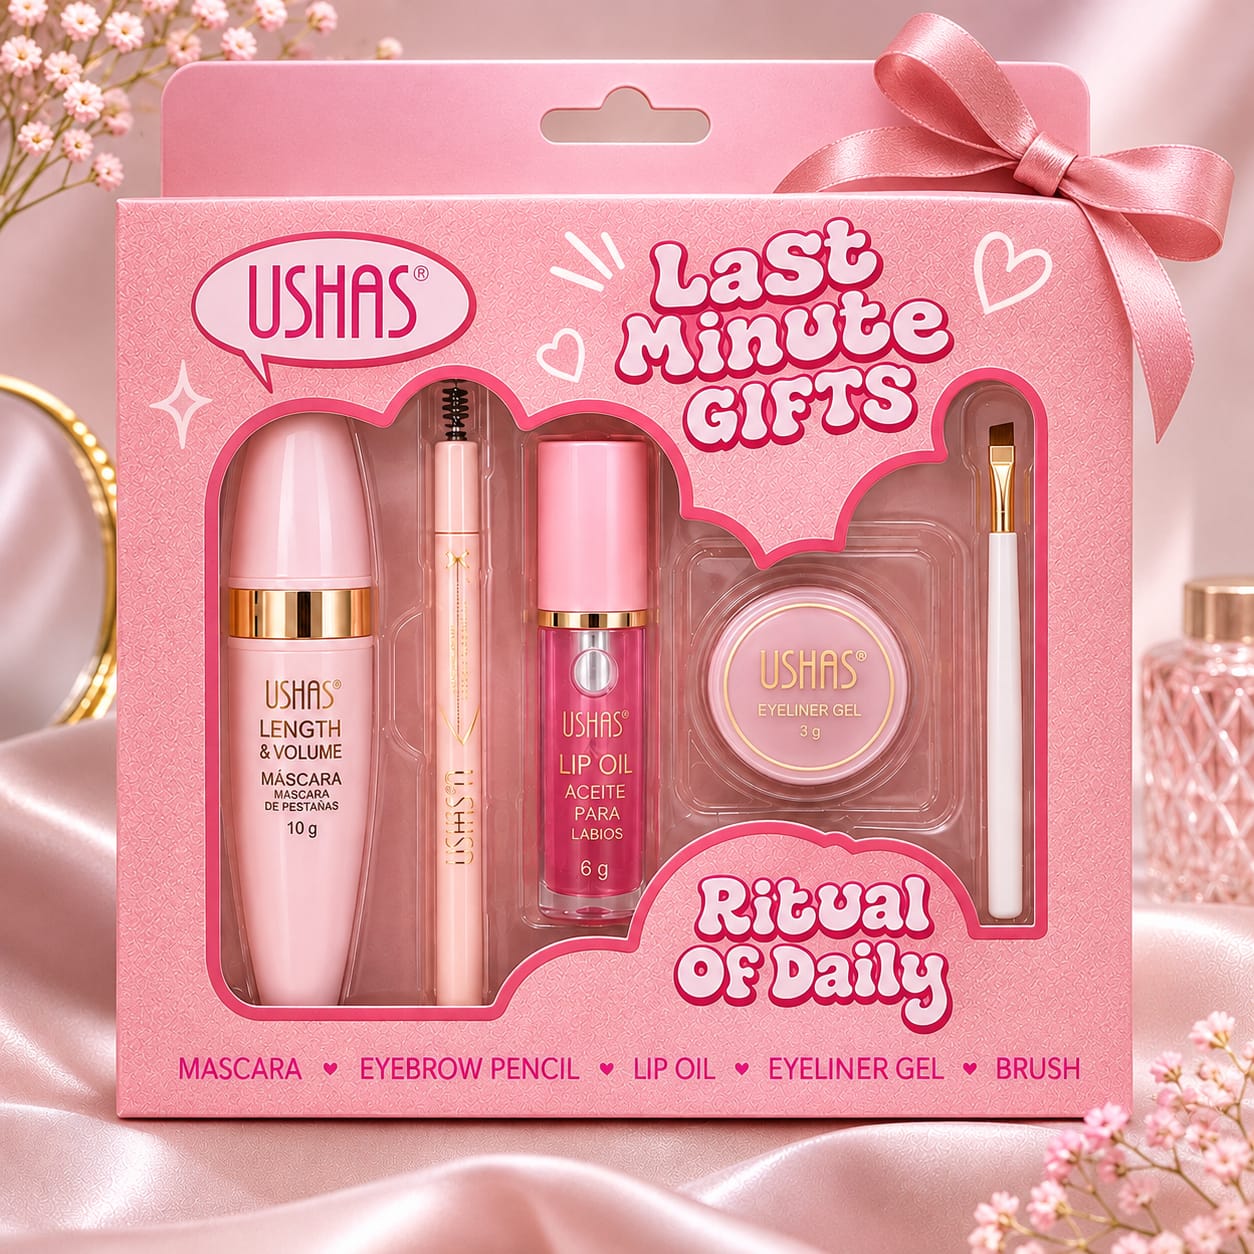 USHAS®
Last
Minute
GIFTS
USHAS®
LENGTH
& VOLUME
MÁSCARA
MASCARA
DE PESTAÑAS
10 g
USHAS®
LIP OIL
ACEITE
PARA
LABIOS
6 g
USHAS®
EYELINER GEL
3 g
Ritual
OF Daily
MASCARA ♥ EYEBROW PENCIL ♥ LIP OIL ♥ EYELINER GEL ♥ BRUSH